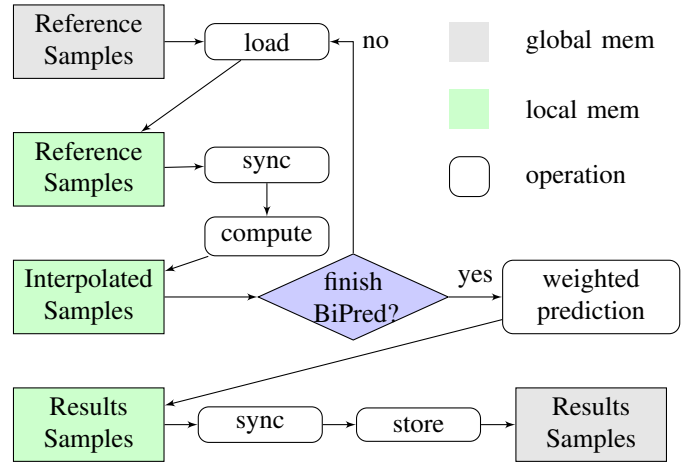 Reference
Samples
load
no
global mem
local mem
Reference
Samples
sync
operation
compute
Interpolated
Samples
finish
BiPred?
yes
weighted
prediction
Results
Samples
sync
store
Results
Samples